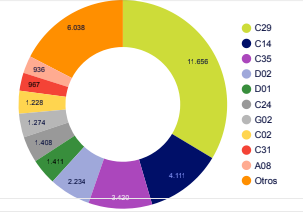 6.038
11.656
936
967
1.228
1.274
1.408
1.411
2.234
3.420
4.111
C29
C14
C35
D02
D01
C24
G02
C02
C31
A08
Otros